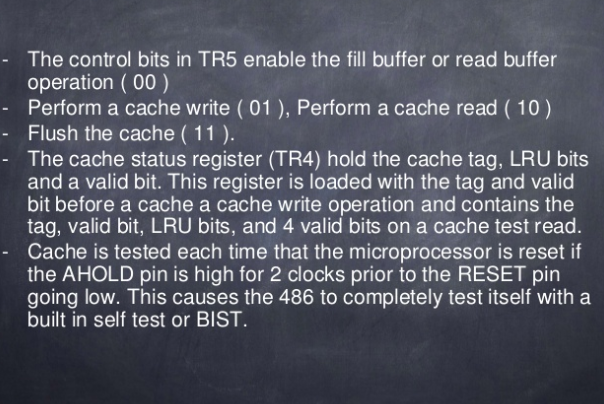 - The control bits in TR5 enable the fill buffer or read buffer
operation ( 00 )
- Perform a cache write ( 01 ), Perform a cache read ( 10 )
- Flush the cache ( 11 ).
- The cache status register (TR4) hold the cache tag, LRU bits
and a valid bit. This register is loaded with the tag and valid
bit before a cache a cache write operation and contains the
tag, valid bit, LRU bits, and 4 valid bits on a cache test read.
- Cache is tested each time that the microprocessor is reset if
the AHOLD pin is high for 2 clocks prior to the RESET pin
going low. This causes the 486 to completely test itself with a
built in self test or BIST.